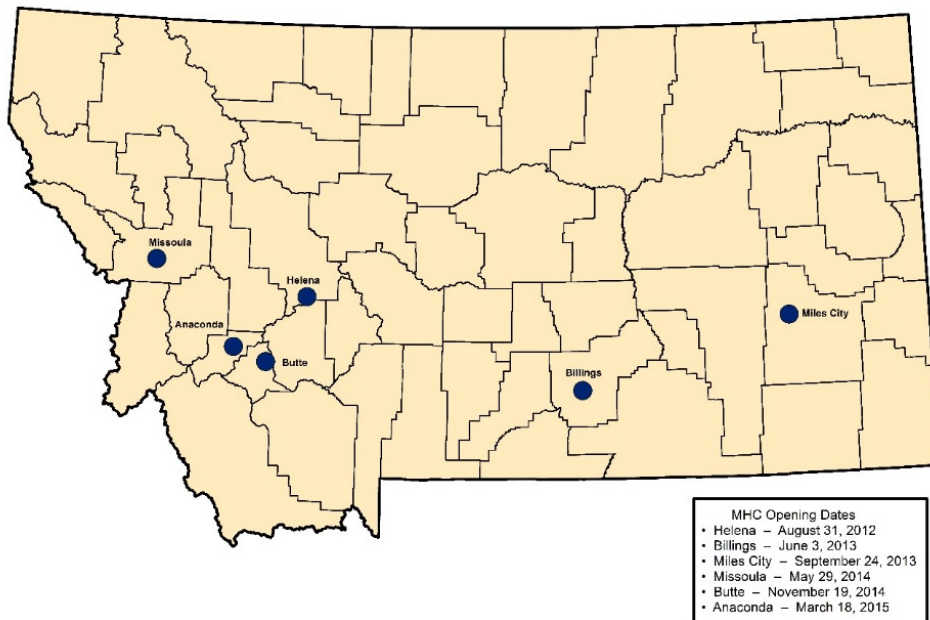 Missoula
Helena
Anaconda
Miles City
Butte
Billings
MHC Opening Dates
• Helena – August 31, 2012
• Billings – June 3, 2013
• Miles City – September 24, 2013
• Missoula – May 29, 2014
• Butte – November 19, 2014
• Anaconda – March 18, 2015